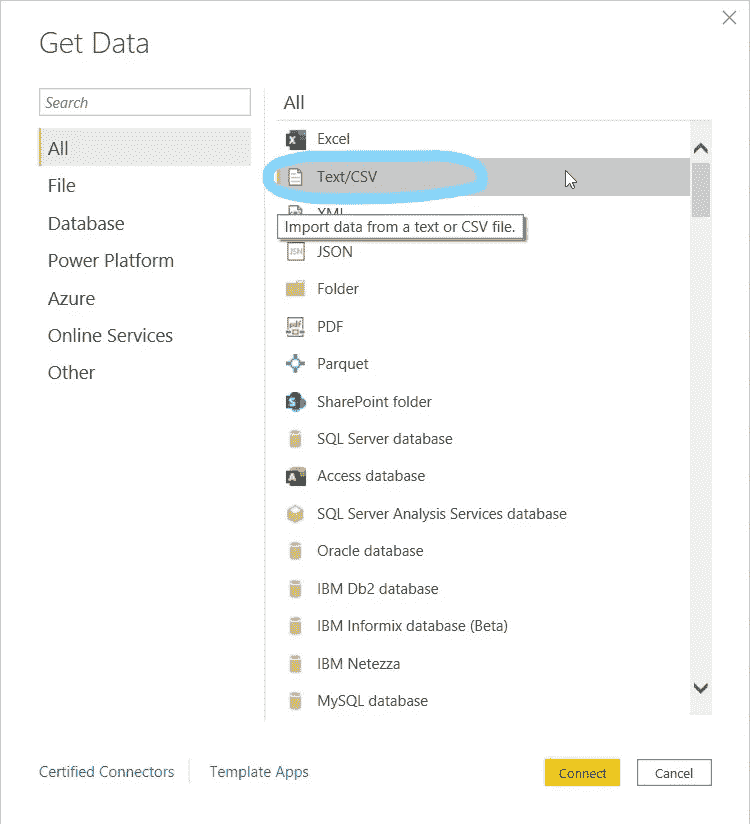 Get Data
Search
All
File
Database
Power Platform
Azure
Online Services
Other
All
Excel
Text/CSV
XML
Import data from a text or CSV file.
JSON
Folder
PDF
Parquet
SharePoint folder
SQL Server database
Access database
SQL Server Analysis Services database
Oracle database
IBM Db2 database
IBM Informix database (Beta)
IBM Netezza
MySQL database
Certified Connectors
Template Apps
Connect
Cancel